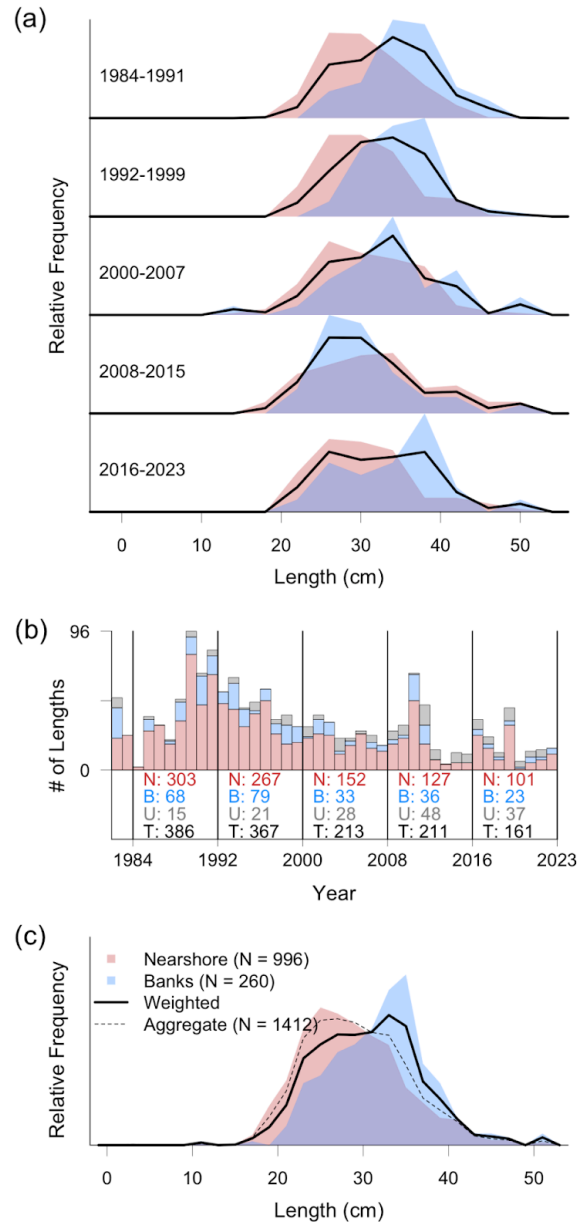 (a)
Relative Frequency
1984-1991
1992-1999
2000-2007
2008-2015
2016-2023
0 10 20 30 40 50
Length (cm)
(b)
# of Lengths
96
0
N: 303 N: 267 N: 152 N: 127 N: 101
B: 68 B: 79 B: 33 B: 36 B: 23
U: 15 U: 21 U: 28 U: 48 U: 37
T: 386 T: 367 T: 213 T: 211 T: 161
1984 1992 2000 2008 2016 2023
Year
(c)
Relative Frequency
Nearshore (N = 996)
Banks (N = 260)
Weighted
Aggregate (N = 1412)
0 10 20 30 40 50
Length (cm)